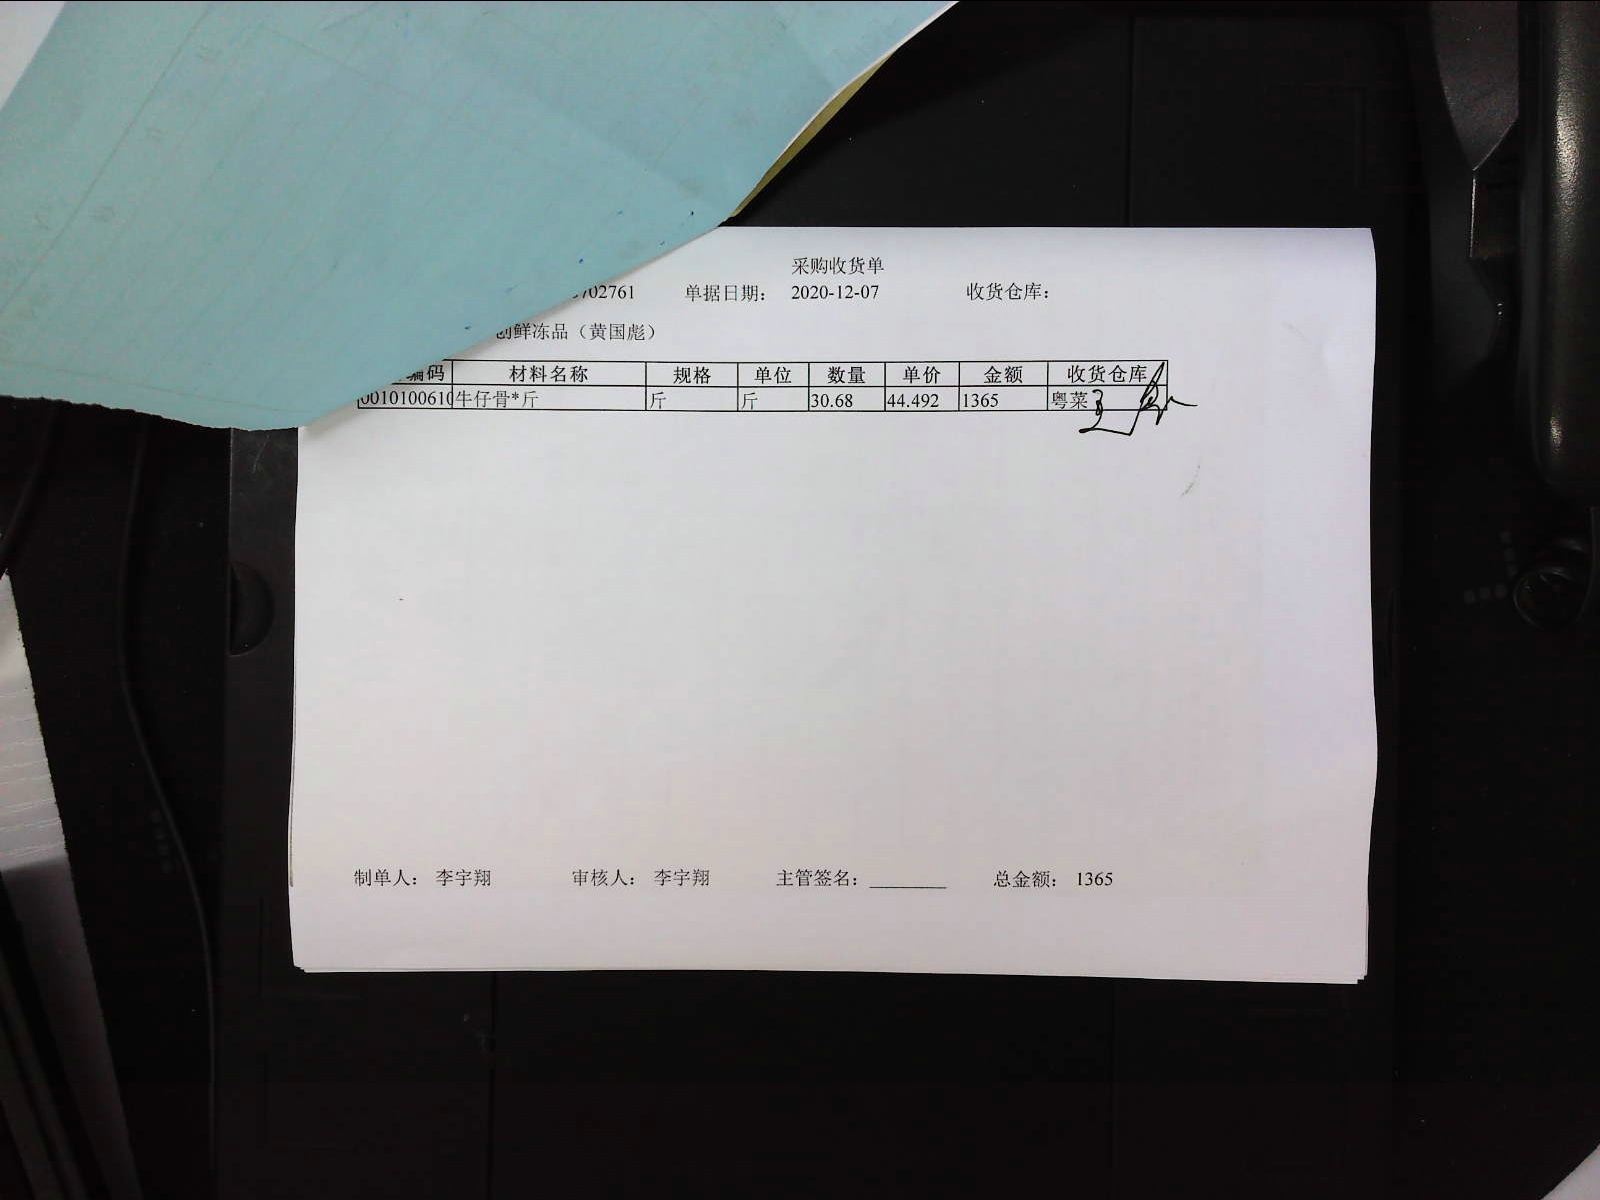 采购收货单
702761 单据日期： 2020-12-07 收货仓库：
创鲜冻品（黄国彪）
编码 材料名称 规格 单位 数量 单价 金额 收货仓库
0010100610 牛仔骨*斤 斤 斤 30.68 44.492 1365 粤菜
制单人： 李宇翔 审核人： 李宇翔 主管签名：________ 总金额： 1365